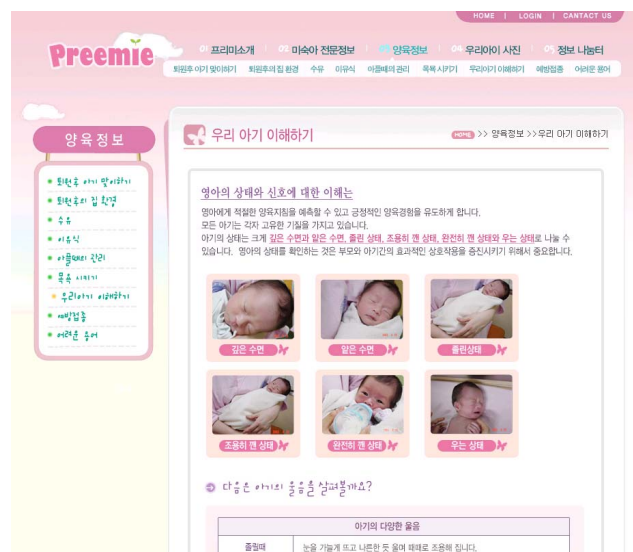 HOME | LOGIN | CANTACT US
Preemie
01 프리미소개 02 미숙아 전문정보 03 양육정보 04 우리아이 사진 05 정보 나눔터
퇴원후 아기 맞이하기 퇴원후의 집 환경 수유 이유식 아플때의 관리 목욕 시키기 우리아기 이해하기 예방접종 어려운 용어
양육정보
우리 아기 이해하기
HOME >> 양육정보 >>우리 아기 이해하기
퇴원후 아기 맞이하기
퇴원후의 집 환경
수유
이유식
아플때의 관리
목욕 시키기
우리아기 이해하기
예방접종
어려운 용어
영아의 상태와 신호에 대한 이해는
영아에게 적절한 양육지침을 예측할 수 있고 긍정적인 양육경험을 유도하게 합니다.
모든 아기는 각자 고유한 기질을 가지고 있습니다.
아기의 상태는 크게 깊은 수면과 얕은 수면, 졸린 상태, 조용히 깬 상태, 완전히 깬 상태와 우는 상태로 나눌 수
있습니다. 영아의 상태를 확인하는 것은 부모와 아기간의 효과적인 상호작용을 증진시키기 위해서 중요합니다.
깊은 수면 얕은 수면 졸린상태
조용히 깬 상태 완전히 깬 상태 우는 상태
다음은 아기의 울음을 살펴볼까요?
아기의 다양한 울음
졸릴때 눈을 가늘게 뜨고 나른한 듯 울며 때때로 조용해 집니다.